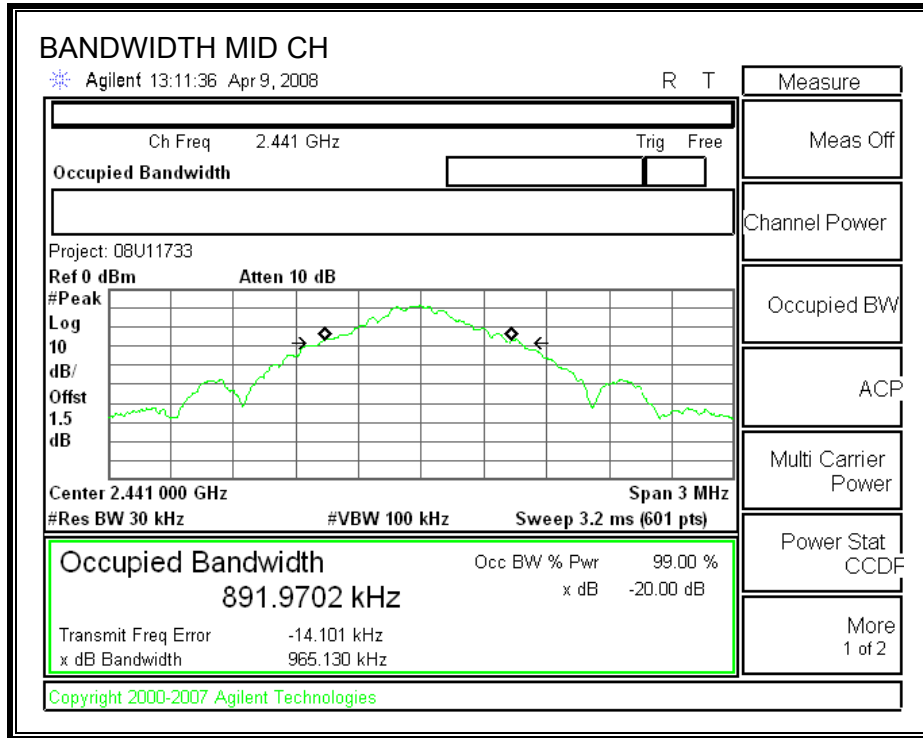 BANDWIDTH MID CH
Agilent 13:11:36 Apr 9, 2008 R T
Measure
Ch Freq 2.441 GHz Trig Free
Occupied Bandwidth
Project: 08U11733
Ref 0 dBm Atten 10 dB
#Peak
Log
10
dB/
Offst
1.5
dB
Center 2.441 000 GHz Span 3 MHz
#Res BW 30 kHz #VBW 100 kHz Sweep 3.2 ms (601 pts)
Occupied Bandwidth Occ BW % Pwr 99.00 %
891.9702 kHz x dB -20.00 dB
Transmit Freq Error -14.101 kHz
x dB Bandwidth 965.130 kHz
Meas Off
Channel Power
Occupied BW
ACP
Multi Carrier
Power
Power Stat
CCDF
More
1 of 2
Copyright 2000-2007 Agilent Technologies